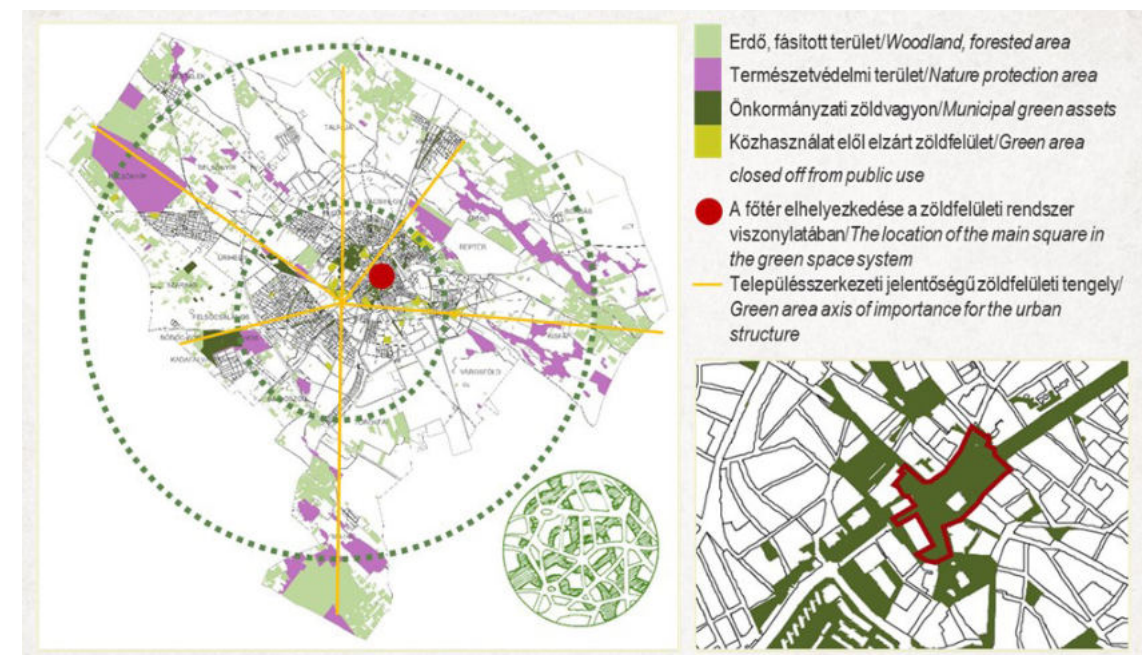 Erdő, fásított terület/Woodland, forested area
Természetvédelmi terület/Nature protection area
Önkormányzati zöldvagyon/Municipal green assets
Közhasználat elől elzárt zöldfelület/Green area
closed off from public use
A főtér elhelyezkedése a zöldfelületi rendszer
viszonylatában/The location of the main square in
the green space system
Településszerkezeti jelentőségű zöldfelületi tengely/
Green area axis of importance for the urban
structure